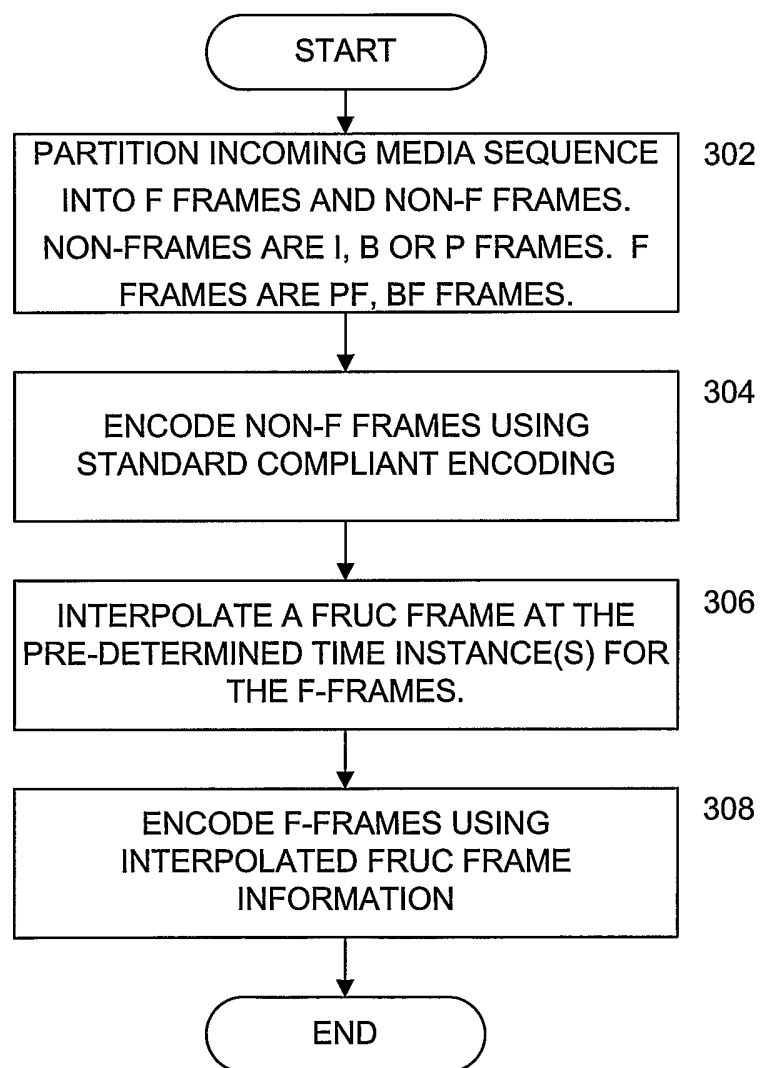 START
PARTITION INCOMING MEDIA SEQUENCE
302
INTO F FRAMES AND NON-F FRAMES.
NON-FRAMES ARE I, B OR P FRAMES. F
FRAMES ARE PF, BF FRAMES.
304
ENCODE NON-F FRAMES USING
STANDARD COMPLIANT ENCODING
306
INTERPOLATE A FRUC FRAME AT THE
PRE-DETERMINED TIME INSTANCE(S) FOR
THE F-FRAMES.
308
ENCODE F-FRAMES USING
INTERPOLATED FRUC FRAME
INFORMATION
END